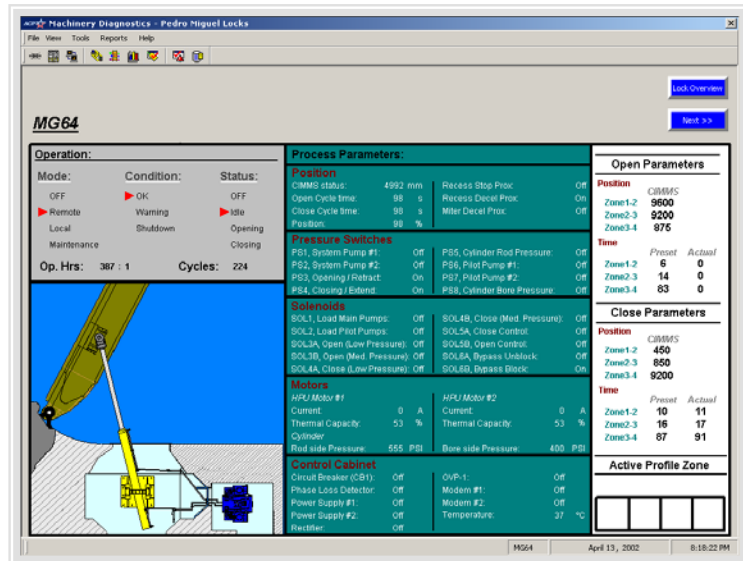 Machinery Diagnostics - Pedro Miguel Locks
File View Tools Reports Help
Lock Overview
MG64
Next >>
Operation:
Mode: Condition: Status:
OFF OK OFF
Remote Warning Idle
Local Shutdown Opening
Maintenance Closing
Op. Hrs: 387 : 1 Cycles: 224
Process Parameters:
Position
CIMMS status: 4992 mm Recess Stop Prox: Off
Open Cycle time: 98 s Recess Decel Prox: On
Close Cycle time: 98 s Miter Decel Prox: Off
Position: 98 %
Pressure Switches
PS1, System Pump #1: Off PS5, Cylinder Rod Pressure: Off
PS2, System Pump #2: Off PS6, Pilot Pump #1: Off
PS3, Opening / Retract: On PS7, Pilot Pump #2: Off
PS4, Closing / Extend: On PS8, Cylinder Bore Pressure: Off
Solenoids
SOL1, Load Main Pumps: Off SOL4B, Close (Med. Pressure): Off
SOL2, Load Pilot Pumps: Off SOL5A, Close Control: Off
SOL3A, Open (Low Pressure): Off SOL5B, Open Control: Off
SOL3B, Open (Med. Pressure): Off SOL6A, Bypass Unblock: Off
SOL4A, Close (Low Pressure): Off SOL6B, Bypass Block: On
Motors
HPU Motor #1 HPU Motor #2
Current: 0 A Current: 0 A
Thermal Capacity: 53 % Thermal Capacity: 53 %
Cylinder
Rod side Pressure: 555 PSI Bore side Pressure: 400 PSI
Control Cabinet
Circuit Breaker (CB1): Off OVP-1: Off
Phase Loss Detector: Off Modem #1: Off
Power Supply #1: Off Modem #2: Off
Power Supply #2: Off Temperature: 37 °C
Rectifier: Off
Open Parameters
Position
CIMMS
Zone1-2 9600
Zone2-3 9200
Zone3-4 875
Time
Preset Actual
Zone1-2 6 0
Zone2-3 14 0
Zone3-4 83 0
Close Parameters
Position
CIMMS
Zone1-2 450
Zone2-3 850
Zone3-4 9200
Time
Preset Actual
Zone1-2 10 11
Zone2-3 16 17
Zone3-4 87 91
Active Profile Zone
MG64 April 13, 2002 8:18:22 PM